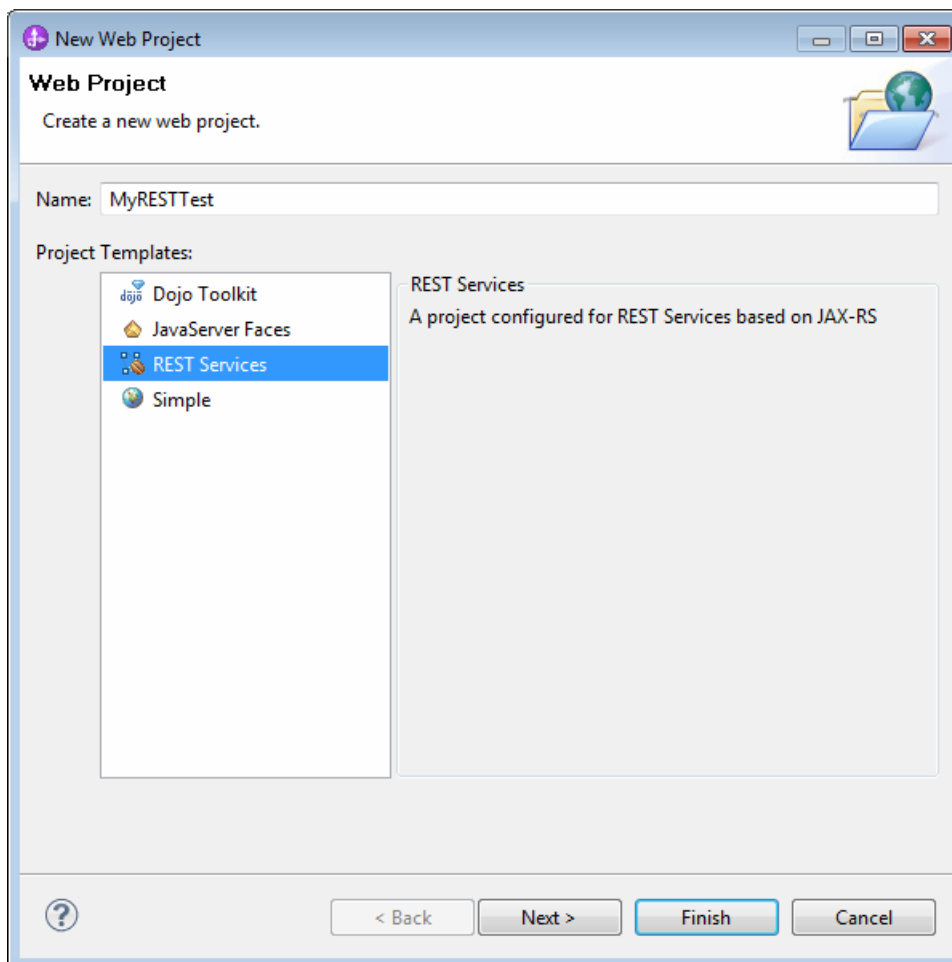 New Web Project
Web Project
Create a new web project.
Name: MyRESTTest
Project Templates:
dojo Dojo Toolkit
JavaServer Faces
REST Services
Simple
REST Services
A project configured for REST Services based on JAX-RS
?
< Back Next > Finish Cancel